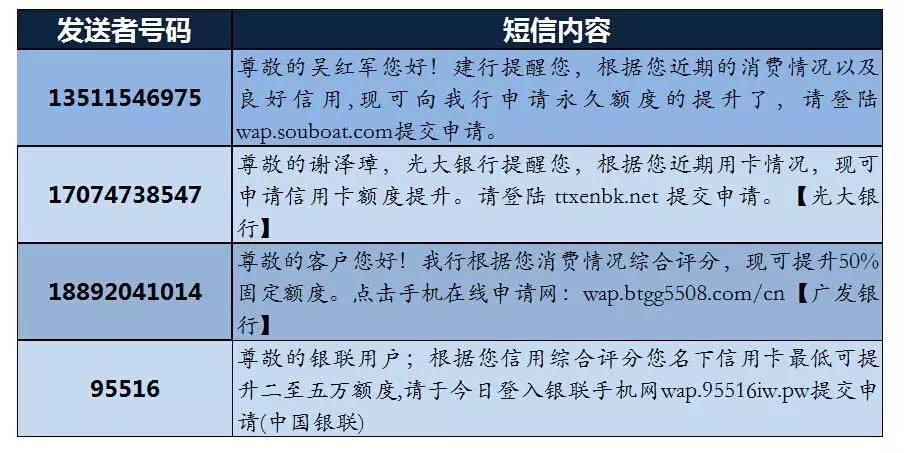 发送者号码 短信内容
13511546975
尊敬的吴红军您好！建行提醒您，根据您近期的消费情况以及
良好信用,现可向我行申请永久额度的提升了，请登陆
wap.souboat.com提交申请。
17074738547
尊敬的谢泽璋，光大银行提醒您，根据您近期用卡情况，现可
申请信用卡额度提升。请登陆 ttxenbk.net 提交申请。【光大银
行】
18892041014
尊敬的客户您好！我行根据您消费情况综合评分，现可提升50%
固定额度。点击手机在线申请网：wap.btgg5508.com/cn【广发银
行】
95516
尊敬的银联用户；根据您信用综合评分您名下信用卡最低可提
升二至五万额度,请于今日登入银联手机网wap.95516iw.pw提交申
请(中国银联)